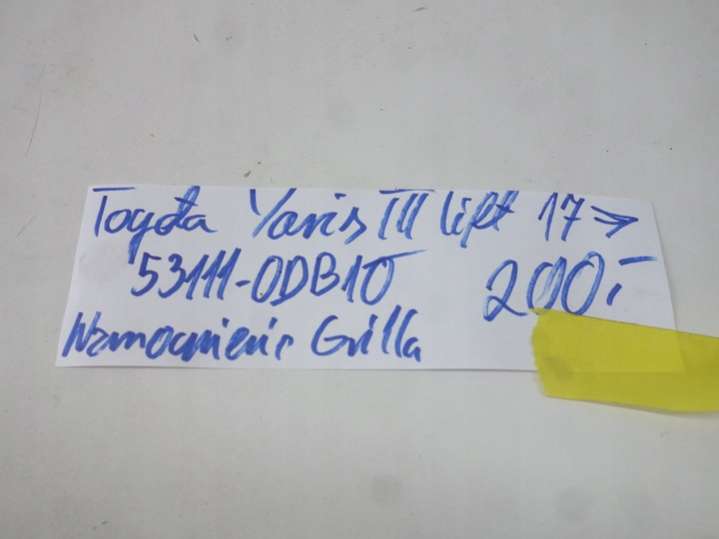 Toyota Yaris III lift 17→
53111-0DB10 200,-
Wzmocnienie Grilla